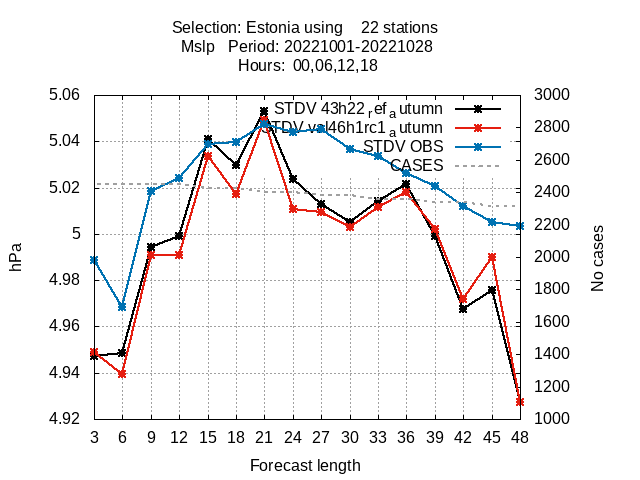 Selection: Estonia using    22 stations
Mslp   Period: 20221001-20221028
Hours:  00,06,12,18
5.06
5.04
5.02
5
4.98
4.96
4.94
4.92
hPa
STDV 43h22refautumn
STDV val46h1rc1autumn
STDV OBS
CASES
3000
2800
2600
2400
2200
2000
1800
1600
1400
1200
1000
No cases
3 6 9 12 15 18 21 24 27 30 33 36 39 42 45 48
Forecast length